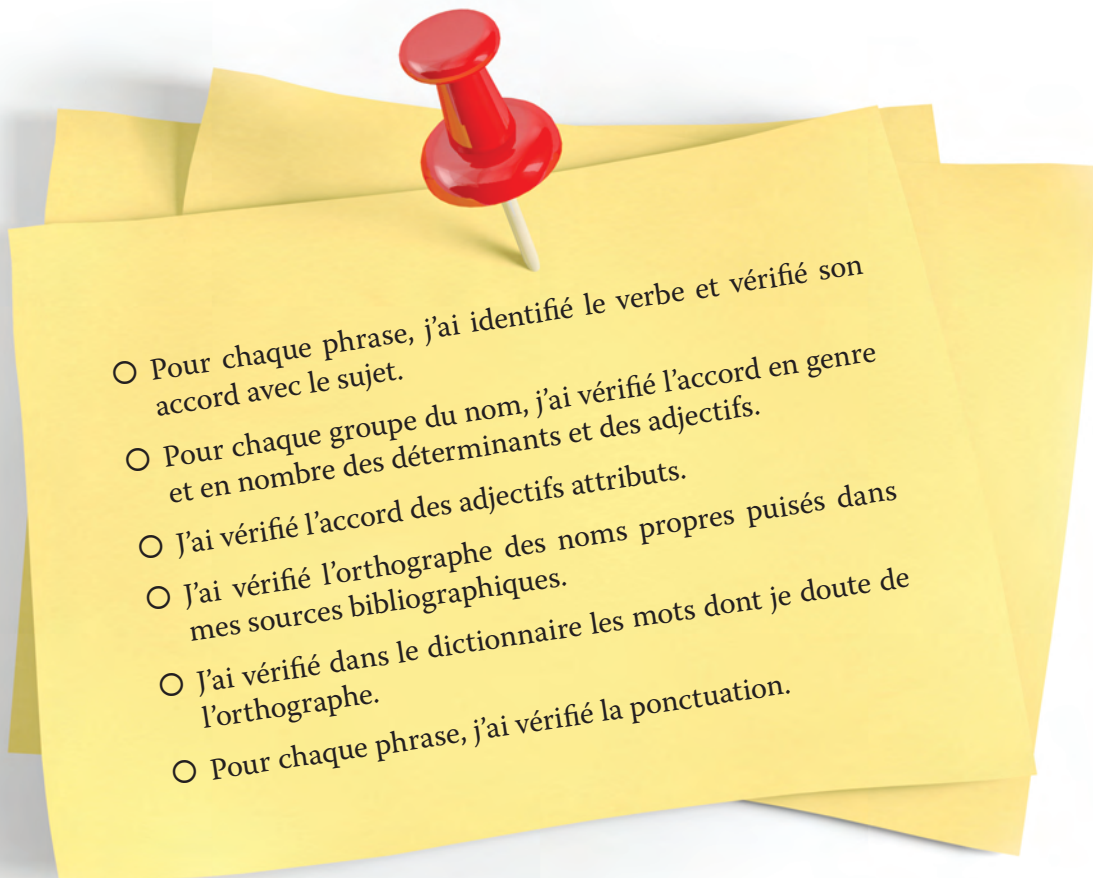 Pour chaque phrase, j'ai identifié le verbe et vérifié son
accord avec le sujet.
Pour chaque groupe du nom, j'ai vérifié l'accord en genre
et en nombre des déterminants et des adjectifs.
J'ai vérifié l'accord des adjectifs attributs.
J'ai vérifié l'orthographe des noms propres puisés dans
mes sources bibliographiques.
J'ai vérifié dans le dictionnaire les mots dont je doute de
l'orthographe.
Pour chaque phrase, j'ai vérifié la ponctuation.